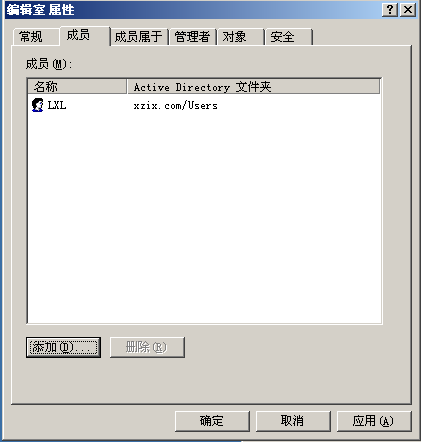 编辑室 属性
常规 成员 成员属于 管理者 对象 安全
成员(M):
名称 Active Directory 文件夹
LXL xzix.com/Users
添加(D)... 删除(R)
确定 取消 应用(A)